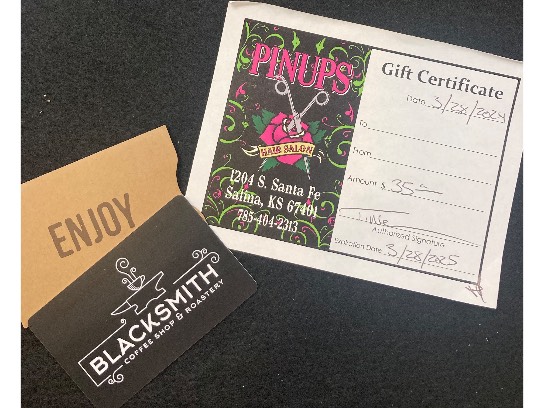 PINUPS
HAIR SALON
1204 S. Santa Fe
Salina, KS 67401
785-404-2313
Gift Certificate
Date 3/28/2024
To
From
Amount $ 35-
Authorized Signature
Expiration Date 3/28/2025
ENJOY
BLACKSMITH
COFFEE SHOP & ROASTERY